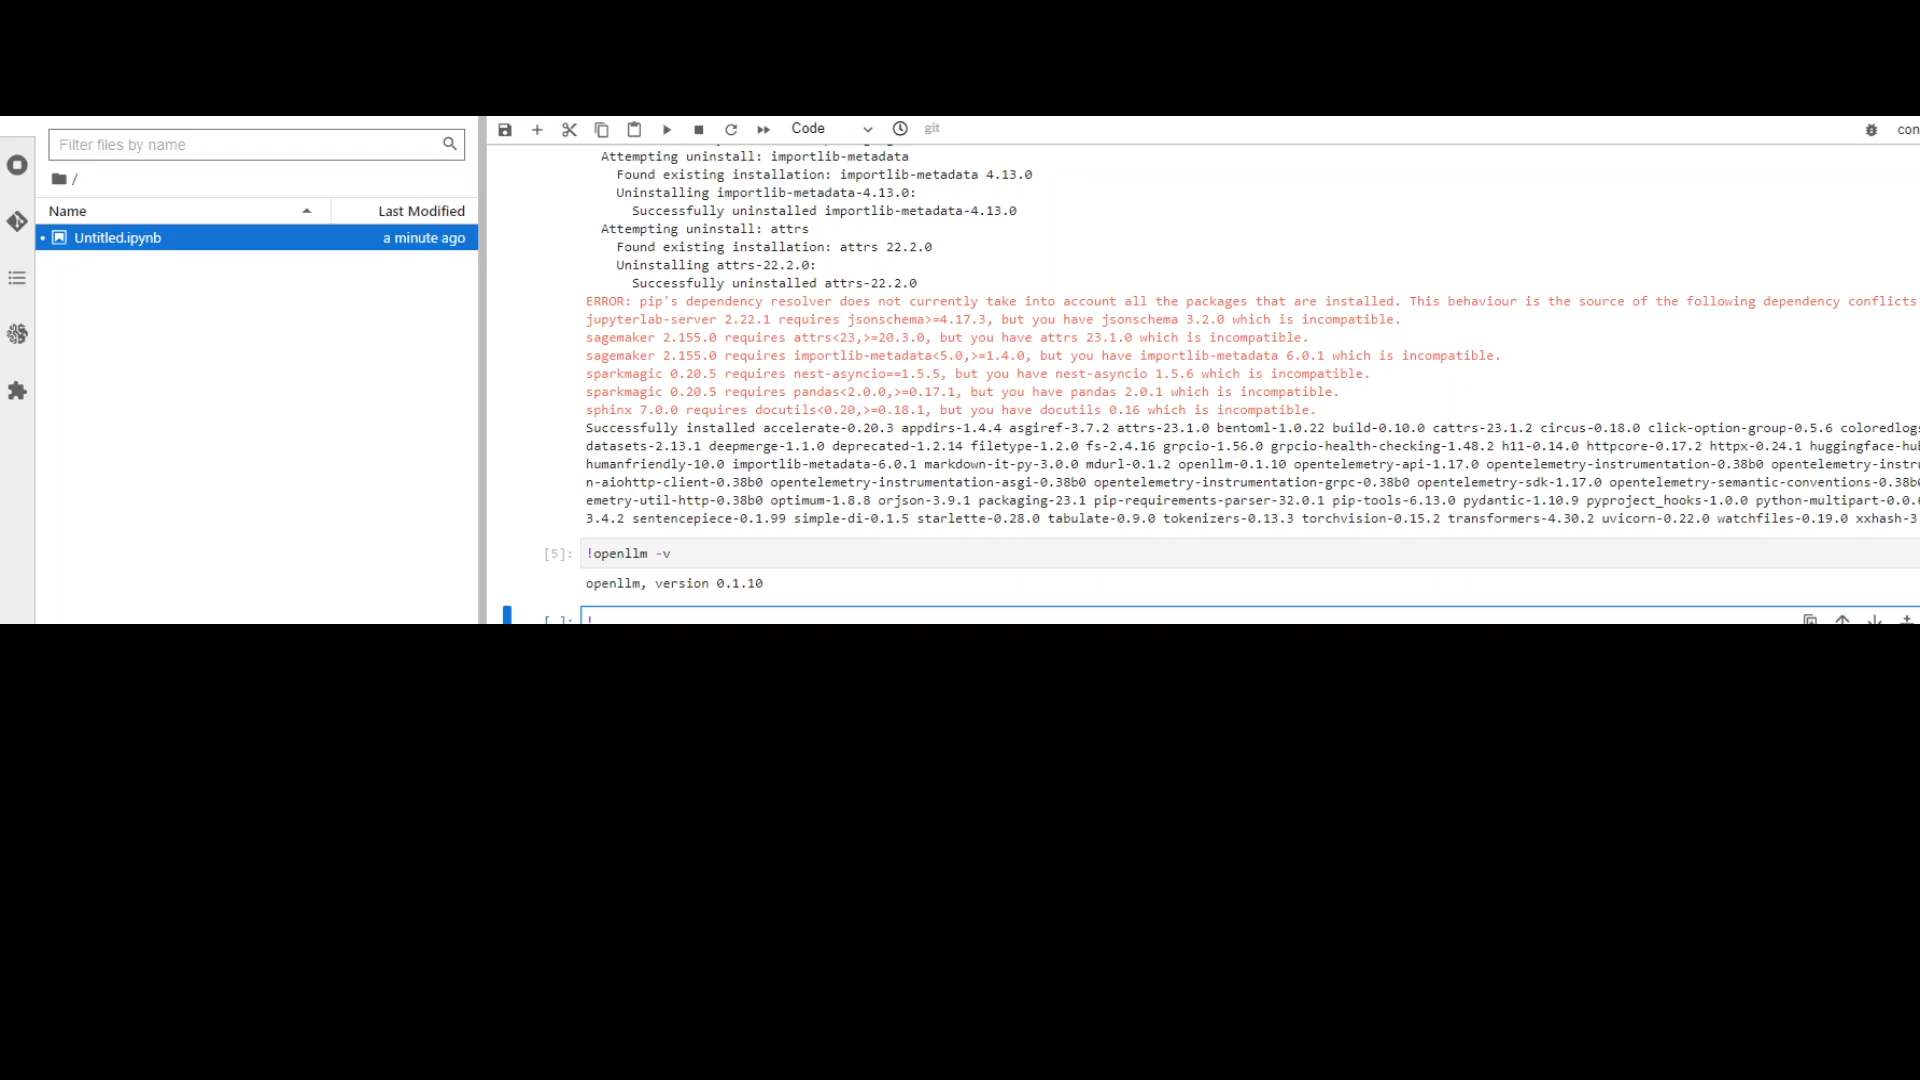 Filter files by name
/
Name
Last Modified
Untitled.ipynb
a minute ago
Code
git
con
Attempting uninstall: importlib-metadata
Found existing installation: importlib-metadata 4.13.0
Uninstalling importlib-metadata-4.13.0:
Successfully uninstalled importlib-metadata-4.13.0
Attempting uninstall: attrs
Found existing installation: attrs 22.2.0
Uninstalling attrs-22.2.0:
Successfully uninstalled attrs-22.2.0
ERROR: pip's dependency resolver does not currently take into account all the packages that are installed. This behaviour is the source of the following dependency conflicts
jupyterlab-server 2.22.1 requires jsonschema>=4.17.3, but you have jsonschema 3.2.0 which is incompatible.
sagemaker 2.155.0 requires attrs<23,>=20.3.0, but you have attrs 23.1.0 which is incompatible.
sagemaker 2.155.0 requires importlib-metadata<5.0,>=1.4.0, but you have importlib-metadata 6.0.1 which is incompatible.
sparkmagic 0.20.5 requires nest-asyncio==1.5.5, but you have nest-asyncio 1.5.6 which is incompatible.
sparkmagic 0.20.5 requires pandas<2.0.0,>=0.17.1, but you have pandas 2.0.1 which is incompatible.
sphinx 7.0.0 requires docutils<0.20,>=0.18.1, but you have docutils 0.16 which is incompatible.
Successfully installed accelerate-0.20.3 appdirs-1.4.4 asgiref-3.7.2 attrs-23.1.0 bentoml-1.0.22 build-0.10.0 cattrs-23.1.2 circus-0.18.0 click-option-group-0.5.6 coloredlogs
datasets-2.13.1 deepmerge-1.1.0 deprecated-1.2.14 filetype-1.2.0 fs-2.4.16 grpcio-1.56.0 grpcio-health-checking-1.48.2 h11-0.14.0 httpcore-0.17.2 httpx-0.24.1 huggingface-hub
humanfriendly-10.0 importlib-metadata-6.0.1 markdown-it-py-3.0.0 mdurl-0.1.2 openllm-0.1.10 opentelemetry-api-1.17.0 opentelemetry-instrumentation-0.38b0 opentelemetry-instru
n-aiohttp-client-0.38b0 opentelemetry-instrumentation-asgi-0.38b0 opentelemetry-instrumentation-grpc-0.38b0 opentelemetry-sdk-1.17.0 opentelemetry-semantic-conventions-0.38b0
emetry-util-http-0.38b0 optimum-1.8.8 orjson-3.9.1 packaging-23.1 pip-requirements-parser-32.0.1 pip-tools-6.13.0 pydantic-1.10.9 pyproject_hooks-1.0.0 python-multipart-0.0.6
3.4.2 sentencepiece-0.1.99 simple-di-0.1.5 starlette-0.28.0 tabulate-0.9.0 tokenizers-0.13.3 torchvision-0.15.2 transformers-4.30.2 uvicorn-0.22.0 watchfiles-0.19.0 xxhash-3
[5]: !openllm -v
openllm, version 0.1.10
[ ]: !